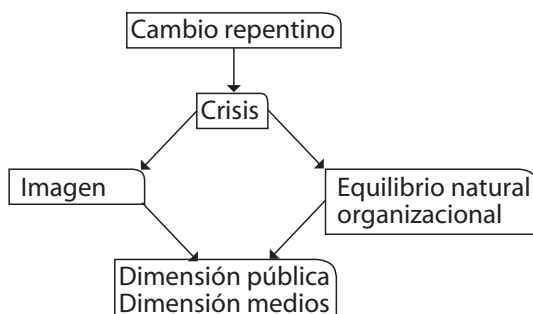 Cambio repentino
Crisis
Imagen
Equilibrio natural
organizacional
Dimensión pública
Dimensión medios